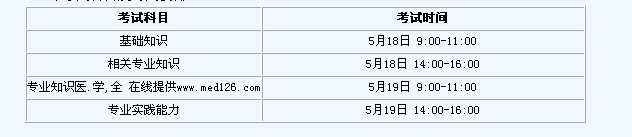 考试科目 考试时间
基础知识 5月18日 9:00-11:00
相关专业知识 5月18日 14:00-16:00
专业知识医.学,全 在线提供www.med126.com 5月19日 9:00-11:00
专业实践能力 5月19日 14:00-16:00